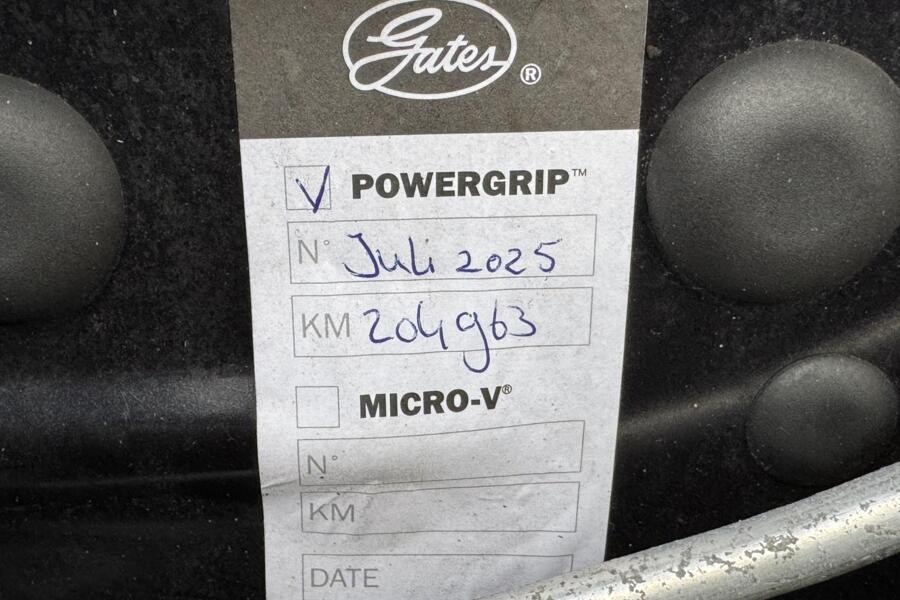 Gates ®
V POWERGRIP™
N° Juli 2025
KM 204963
MICRO-V®
N°
KM
DATE